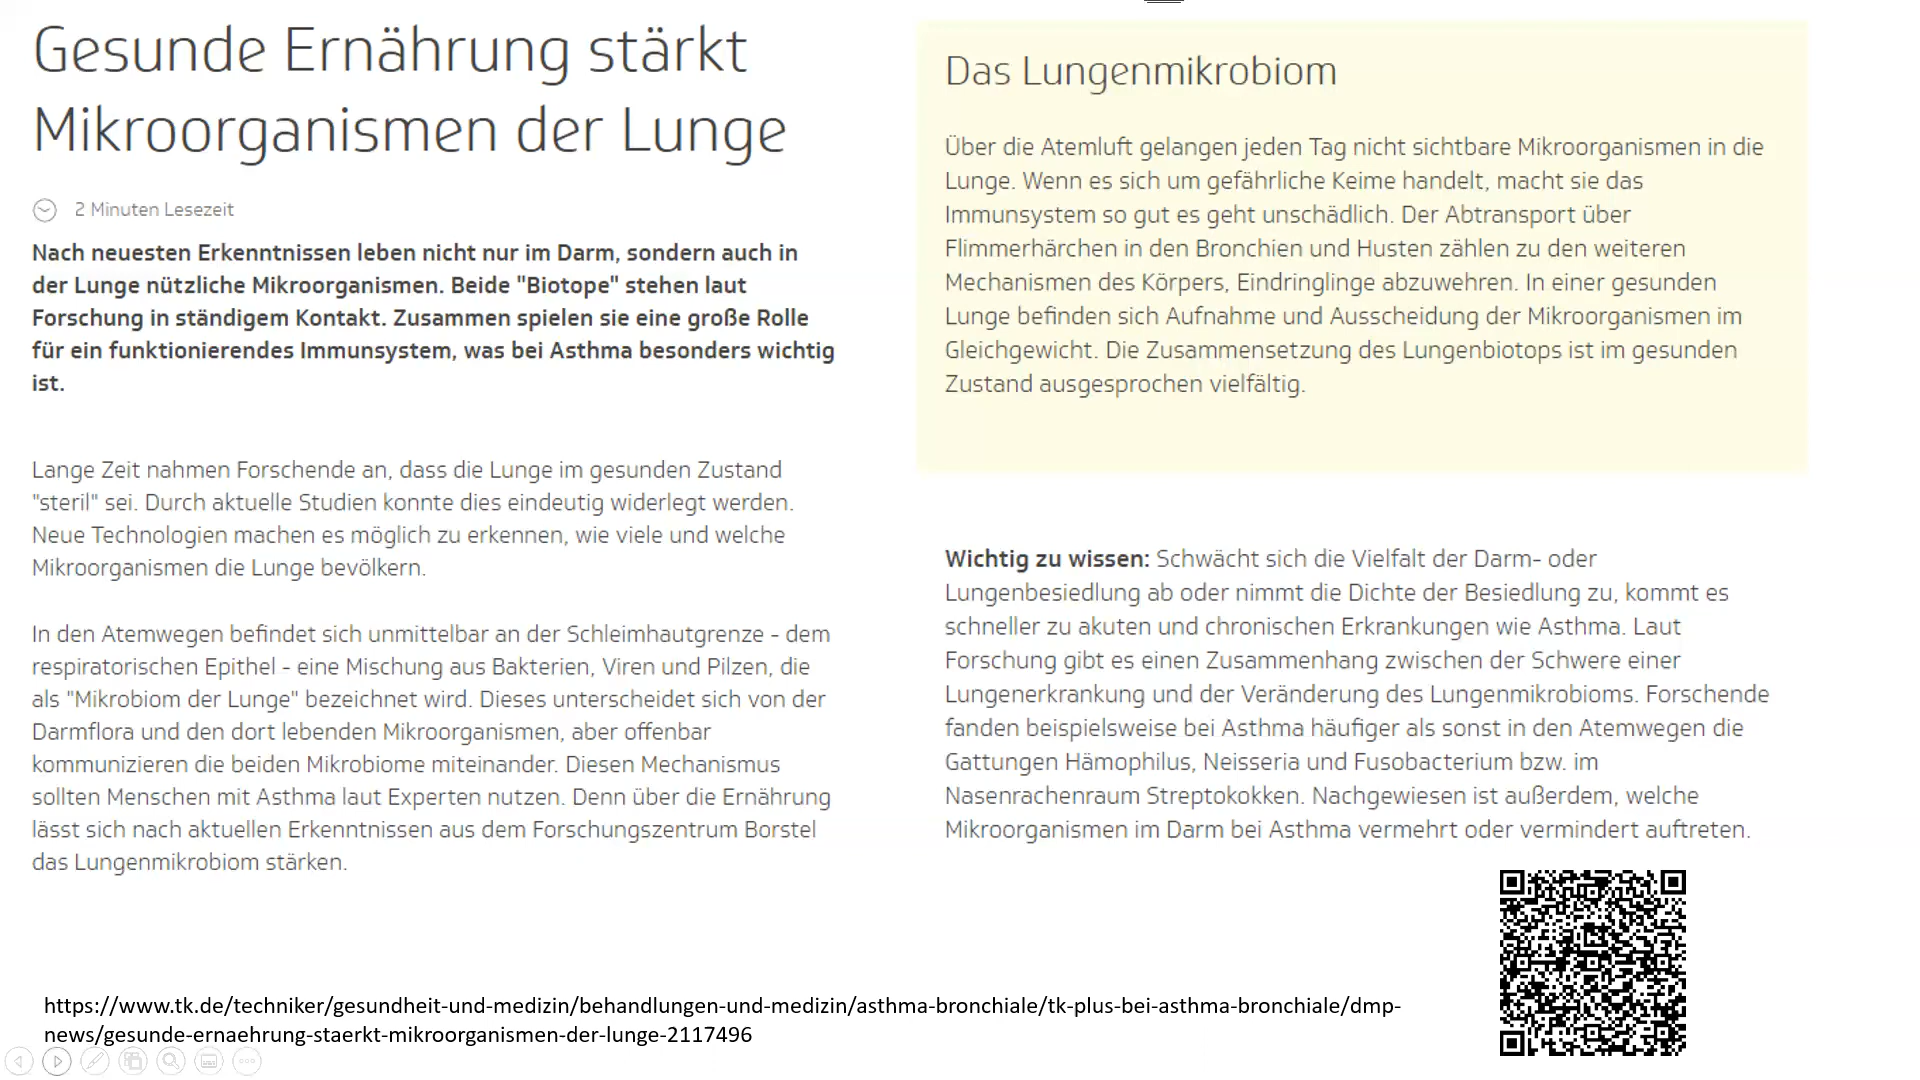 Gesunde Ernährung stärkt
Mikroorganismen der Lunge
2 Minuten Lesezeit
Nach neuesten Erkenntnissen leben nicht nur im Darm, sondern auch in
der Lunge nützliche Mikroorganismen. Beide "Biotope" stehen laut
Forschung in ständigem Kontakt. Zusammen spielen sie eine große Rolle
für ein funktionierendes Immunsystem, was bei Asthma besonders wichtig
ist.
Lange Zeit nahmen Forschende an, dass die Lunge im gesunden Zustand
"steril" sei. Durch aktuelle Studien konnte dies eindeutig widerlegt werden.
Neue Technologien machen es möglich zu erkennen, wie viele und welche
Mikroorganismen die Lunge bevölkern.
In den Atemwegen befindet sich unmittelbar an der Schleimhautgrenze - dem
respiratorischen Epithel - eine Mischung aus Bakterien, Viren und Pilzen, die
als "Mikrobiom der Lunge" bezeichnet wird. Dieses unterscheidet sich von der
Darmflora und den dort lebenden Mikroorganismen, aber offenbar
kommunizieren die beiden Mikrobiome miteinander. Diesen Mechanismus
sollten Menschen mit Asthma laut Experten nutzen. Denn über die Ernährung
lässt sich nach aktuellen Erkenntnissen aus dem Forschungszentrum Borstel
das Lungenmikrobiom stärken.
Das Lungenmikrobiom
Über die Atemluft gelangen jeden Tag nicht sichtbare Mikroorganismen in die
Lunge. Wenn es sich um gefährliche Keime handelt, macht sie das
Immunsystem so gut es geht unschädlich. Der Abtransport über
Flimmerhärchen in den Bronchien und Husten zählen zu den weiteren
Mechanismen des Körpers, Eindringlinge abzuwehren. In einer gesunden
Lunge befinden sich Aufnahme und Ausscheidung der Mikroorganismen im
Gleichgewicht. Die Zusammensetzung des Lungenbiotops ist im gesunden
Zustand ausgesprochen vielfältig.
Wichtig zu wissen: Schwächt sich die Vielfalt der Darm- oder
Lungenbesiedlung ab oder nimmt die Dichte der Besiedlung zu, kommt es
schneller zu akuten und chronischen Erkrankungen wie Asthma. Laut
Forschung gibt es einen Zusammenhang zwischen der Schwere einer
Lungenerkrankung und der Veränderung des Lungenmikrobioms. Forschende
fanden beispielsweise bei Asthma häufiger als sonst in den Atemwegen die
Gattungen Hämophilus, Neisseria und Fusobacterium bzw. im
Nasenrachenraum Streptokokken. Nachgewiesen ist außerdem, welche
Mikroorganismen im Darm bei Asthma vermehrt oder vermindert auftreten.
https://www.tk.de/techniker/gesundheit-und-medizin/behandlungen-und-medizin/asthma-bronchiale/tk-plus-bei-asthma-bronchiale/dmp-
news/gesunde-ernaehrung-staerkt-mikroorganismen-der-lunge-2117496